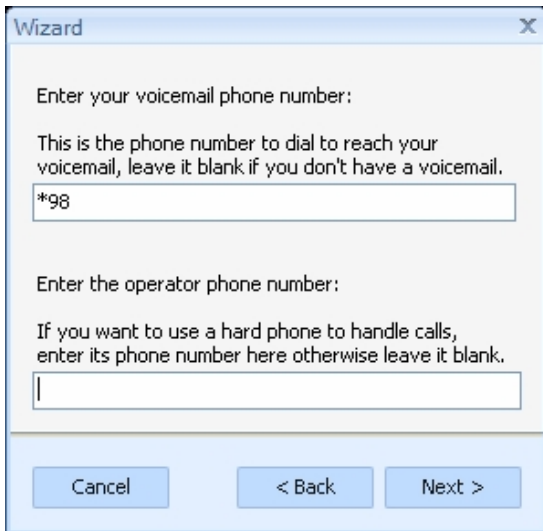 Wizard X
Enter your voicemail phone number:
This is the phone number to dial to reach your
voicemail, leave it blank if you don't have a voicemail.
*98
Enter the operator phone number:
If you want to use a hard phone to handle calls,
enter its phone number here otherwise leave it blank.
Cancel < Back Next >